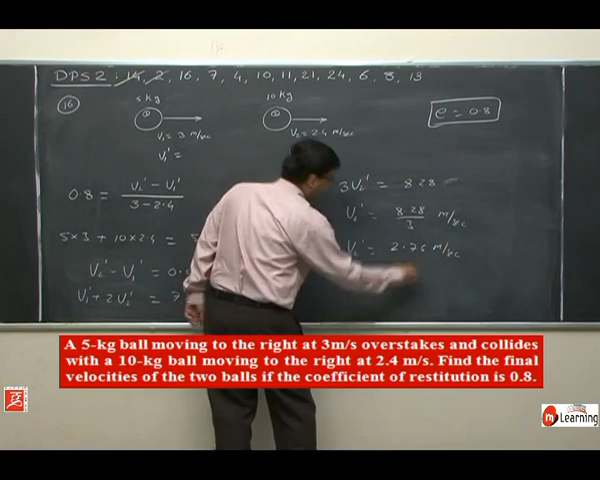 DPS 2 : 14, 2, 16, 7, 4, 10, 11, 21, 24, 6, 8, 13
16
5 kg
10 kg
e = 0.8
V₁ = 3 m/sec
V₂ = 2.4 m/sec
V₁' =
0.8 = V₂' - V₁' / 3 - 2.4
5×3 + 10×2.4 =
V₂' - V₁' = 0.
V₁' + 2V₂' = 7
3V₂' = 8.28
V₂' = 8.28 / 3 m/sec
V₂' = 2.76 m/sec
A 5-kg ball moving to the right at 3m/s overstakes and collides
with a 10-kg ball moving to the right at 2.4 m/s. Find the final
velocities of the two balls if the coefficient of restitution is 0.8.
m Learning